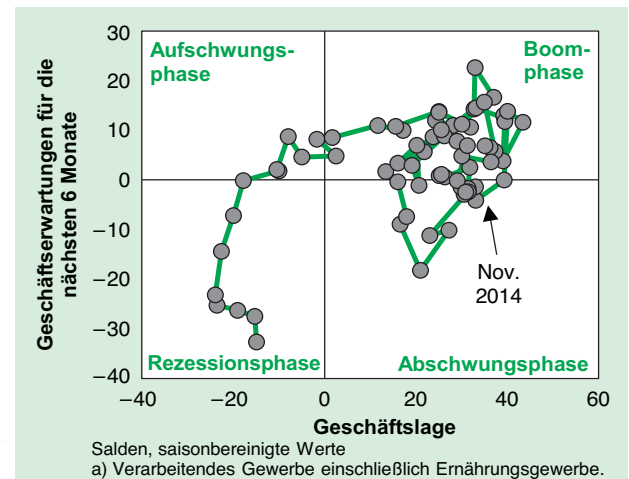 Aufschwungs-
phase
Boom-
phase
Geschäftserwartungen für die
nächsten 6 Monate
30
20
10
0
−10
−20
−30
−40
Nov.
2014
Rezessionsphase
Abschwungsphase
−40
−20
0
20
40
60
Geschäftslage
Salden, saisonbereinigte Werte
a) Verarbeitendes Gewerbe einschließlich Ernährungsgewerbe.